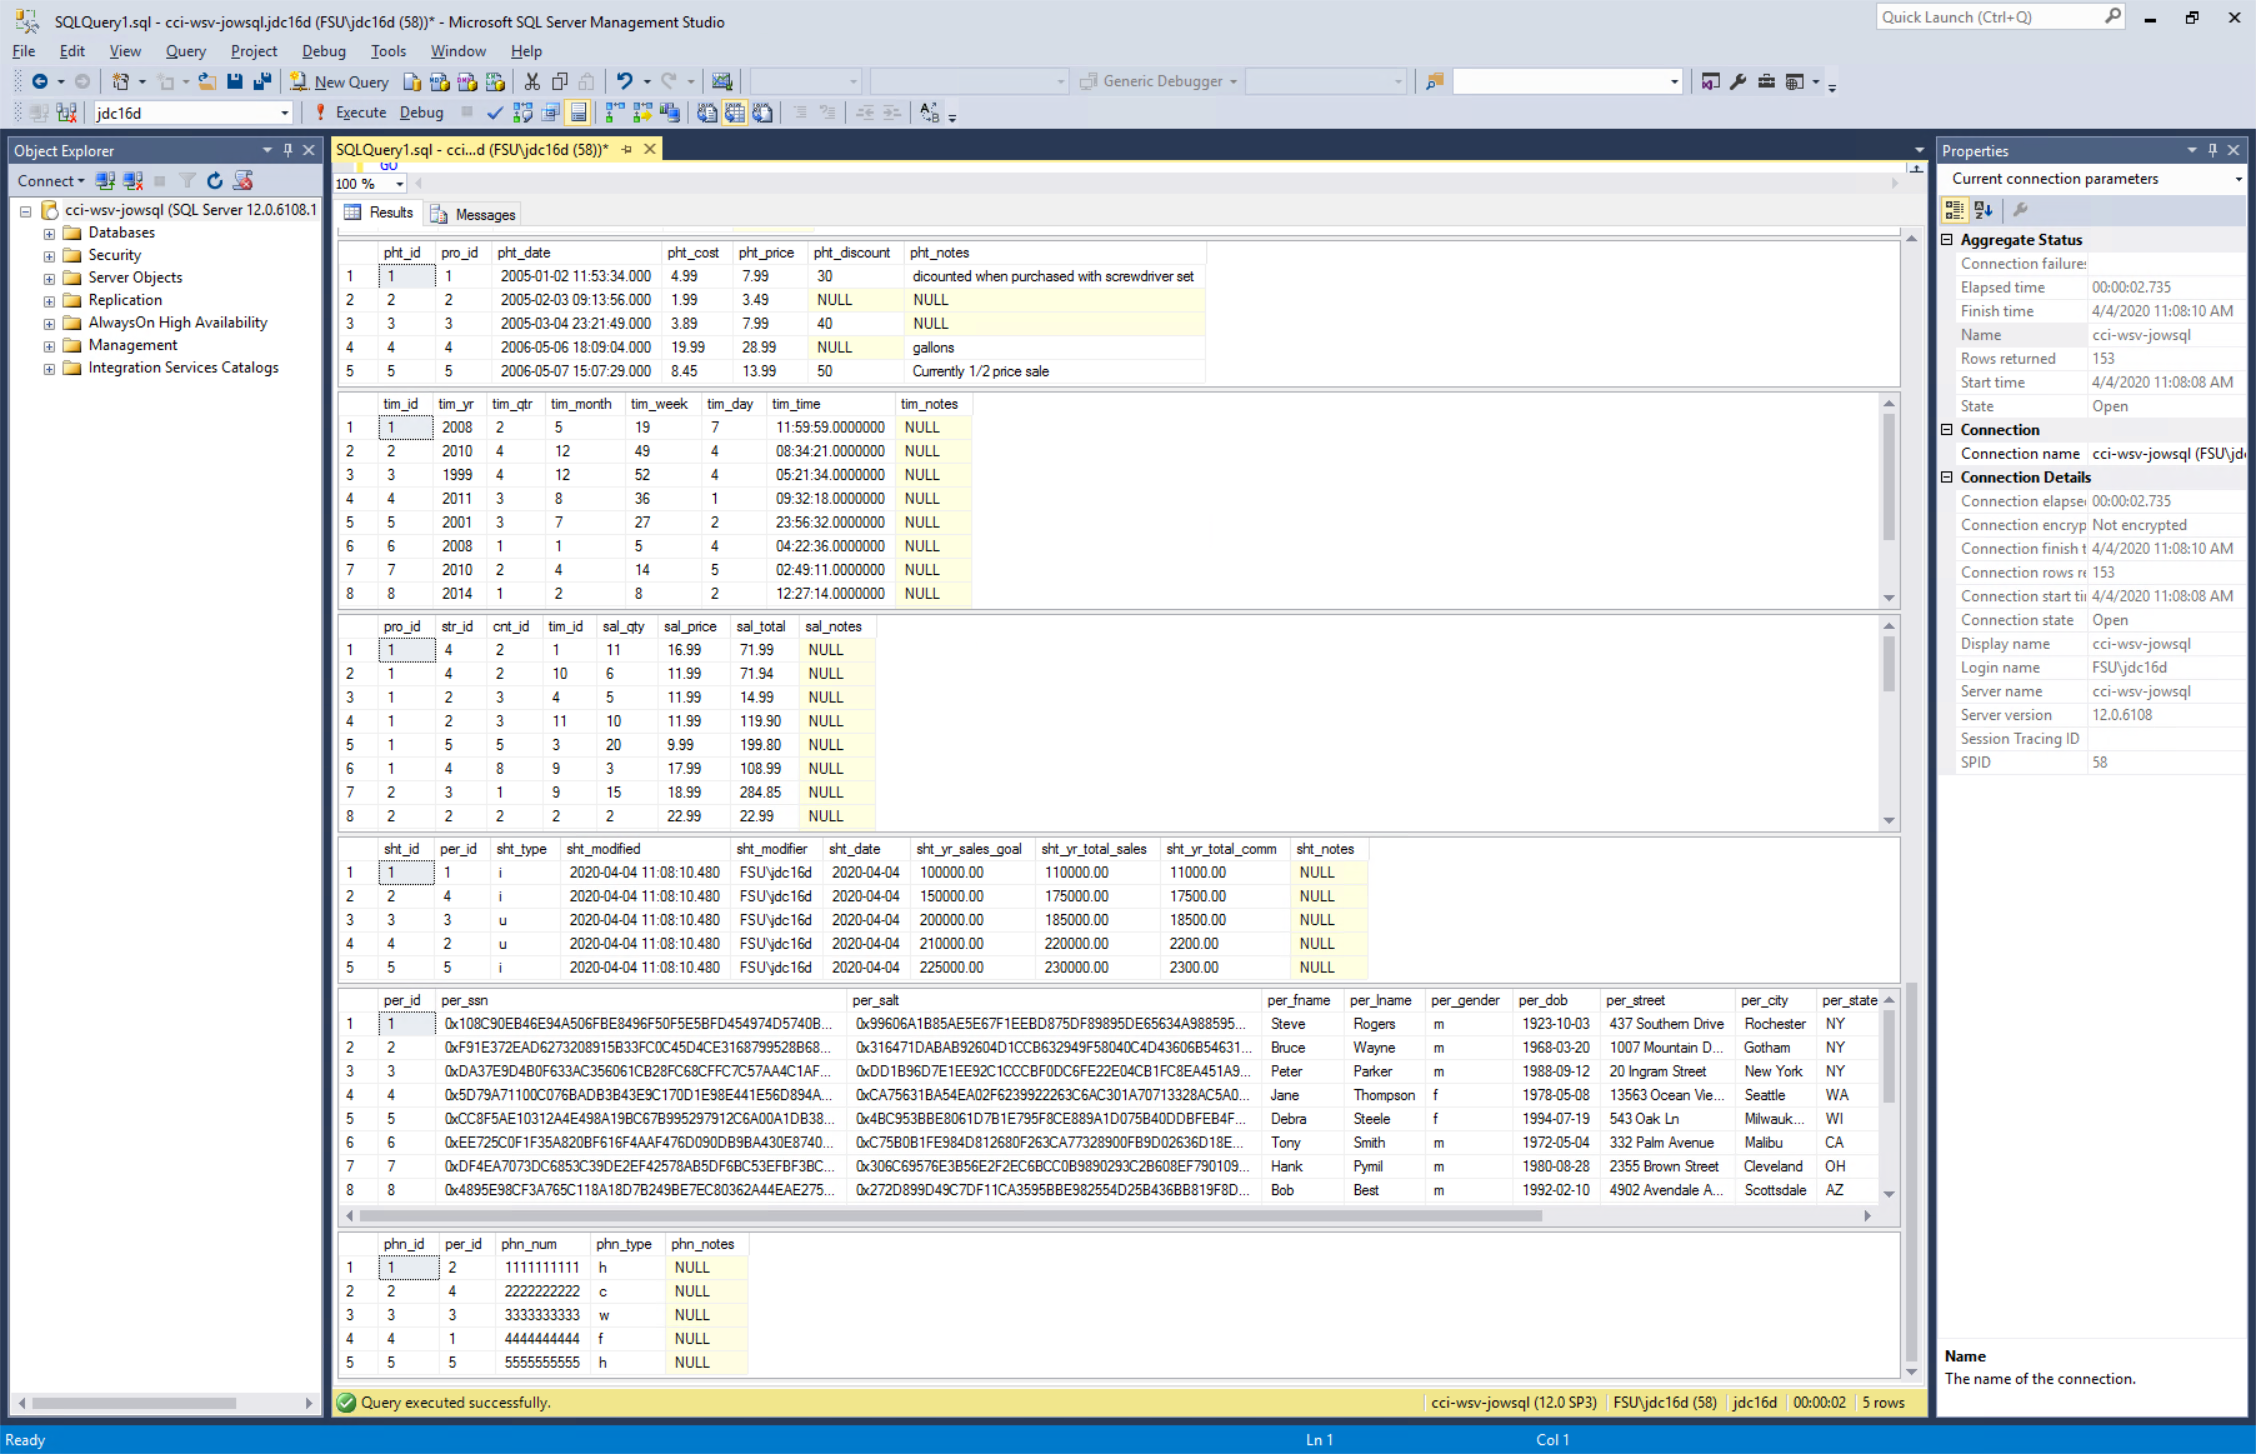 SQLQuery1.sql - cci-wsv-jowsql.jdc16d (FSU\jdc16d (58))* - Microsoft SQL Server Management Studio
Quick Launch (Ctrl+Q)
File Edit View Query Project Debug Tools Window Help
New Query Generic Debugger
jdc16d Execute Debug
Object Explorer
Connect
cci-wsv-jowsql (SQL Server 12.0.6108.1
Databases
Security
Server Objects
Replication
AlwaysOn High Availability
Management
Integration Services Catalogs
SQLQuery1.sql - cci...d (FSU\jdc16d (58))*
GO
100 %
Results Messages
pht_id pro_id pht_date pht_cost pht_price pht_discount pht_notes
1 1 1 2005-01-02 11:53:34.000 4.99 7.99 30 dicounted when purchased with screwdriver set
2 2 2 2005-02-03 09:13:56.000 1.99 3.49 NULL NULL
3 3 3 2005-03-04 23:21:49.000 3.89 7.99 40 NULL
4 4 4 2006-05-06 18:09:04.000 19.99 28.99 NULL gallons
5 5 5 2006-05-07 15:07:29.000 8.45 13.99 50 Currently 1/2 price sale
tim_id tim_yr tim_qtr tim_month tim_week tim_day tim_time tim_notes
1 1 2008 2 5 19 7 11:59:59.0000000 NULL
2 2 2010 4 12 49 4 08:34:21.0000000 NULL
3 3 1999 4 12 52 4 05:21:34.0000000 NULL
4 4 2011 3 8 36 1 09:32:18.0000000 NULL
5 5 2001 3 7 27 2 23:56:32.0000000 NULL
6 6 2008 1 1 5 4 04:22:36.0000000 NULL
7 7 2010 2 4 14 5 02:49:11.0000000 NULL
8 8 2014 1 2 8 2 12:27:14.0000000 NULL
pro_id str_id cnt_id tim_id sal_qty sal_price sal_total sal_notes
1 1 4 2 1 11 16.99 71.99 NULL
2 1 4 2 10 6 11.99 71.94 NULL
3 1 2 3 4 5 11.99 14.99 NULL
4 1 2 3 11 10 11.99 119.90 NULL
5 1 5 5 3 20 9.99 199.80 NULL
6 1 4 8 9 3 17.99 108.99 NULL
7 2 3 1 9 15 18.99 284.85 NULL
8 2 2 2 2 2 22.99 22.99 NULL
sht_id per_id sht_type sht_modified sht_modifier sht_date sht_yr_sales_goal sht_yr_total_sales sht_yr_total_comm sht_notes
1 1 1 i 2020-04-04 11:08:10.480 FSU\jdc16d 2020-04-04 100000.00 110000.00 11000.00 NULL
2 2 4 i 2020-04-04 11:08:10.480 FSU\jdc16d 2020-04-04 150000.00 175000.00 17500.00 NULL
3 3 3 u 2020-04-04 11:08:10.480 FSU\jdc16d 2020-04-04 200000.00 185000.00 18500.00 NULL
4 4 2 u 2020-04-04 11:08:10.480 FSU\jdc16d 2020-04-04 210000.00 220000.00 2200.00 NULL
5 5 5 i 2020-04-04 11:08:10.480 FSU\jdc16d 2020-04-04 225000.00 230000.00 2300.00 NULL
per_id per_ssn per_salt per_fname per_lname per_gender per_dob per_street per_city per_state
1 1 0x108C90EB46E94A506FBE8496F50F5E5BFD454974D5740B... 0x99606A1B85AE5E67F1EEBD875DF89895DE65634A988595... Steve Rogers m 1923-10-03 437 Southern Drive Rochester NY
2 2 0xF91E372EAD6273208915B33FC0C45D4CE3168799528B68... 0x316471DABAB92604D1CCB632949F58040C4D43606B54631... Bruce Wayne m 1968-03-20 1007 Mountain D... Gotham NY
3 3 0xDA37E9D4B0F633AC356061CB28FC68CFFC7C57AA4C1AF... 0xDD1B96D7E1EE92C1CCCBF0DC6FE22E04CB1FC8EA451A9... Peter Parker m 1988-09-12 20 Ingram Street New York NY
4 4 0x5D79A71100C076BADB3B43E9C170D1E98E441E56D894A... 0xCA75631BA54EA02F6239922263C6AC301A70713328AC5A0... Jane Thompson f 1978-05-08 13563 Ocean Vie... Seattle WA
5 5 0xCC8F5AE10312A4E498A19BC67B995297912C6A00A1DB38... 0x4BC953BBE8061D7B1E795F8CE889A1D075B40DDBFEB4F... Debra Steele f 1994-07-19 543 Oak Ln Milwauk... WI
6 6 0xEE725C0F1F35A820BF616F4AAF476D090DB9BA430E8740... 0xC75B0B1FE984D812680F263CA77328900FB9D02636D18E... Tony Smith m 1972-05-04 332 Palm Avenue Malibu CA
7 7 0xDF4EA7073DC6853C39DE2EF42578AB5DF6BC53EFBF3BC... 0x306C69576E3B56E2F2EC6BCC0B9890293C2B608EF790109... Hank Pymil m 1980-08-28 2355 Brown Street Cleveland OH
8 8 0x4895E98CF3A765C118A18D7B249BE7EC80362A44EAE275... 0x272D899D49C7DF11CA3595BBE982554D25B436BB819F8D... Bob Best m 1992-02-10 4902 Avendale A... Scottsdale AZ
phn_id per_id phn_num phn_type phn_notes
1 1 2 1111111111 h NULL
2 2 4 2222222222 c NULL
3 3 3 3333333333 w NULL
4 4 1 4444444444 f NULL
5 5 5 5555555555 h NULL
Query executed successfully. cci-wsv-jowsql (12.0 SP3) FSU\jdc16d (58) jdc16d 00:00:02 5 rows
Properties
Current connection parameters
Aggregate Status
Connection failures
Elapsed time 00:00:02.735
Finish time 4/4/2020 11:08:10 AM
Name cci-wsv-jowsql
Rows returned 153
Start time 4/4/2020 11:08:08 AM
State Open
Connection
Connection name cci-wsv-jowsql (FSU\jd
Connection Details
Connection elapse 00:00:02.735
Connection encryp Not encrypted
Connection finish t 4/4/2020 11:08:10 AM
Connection rows re 153
Connection start ti 4/4/2020 11:08:08 AM
Connection state Open
Display name cci-wsv-jowsql
Login name FSU\jdc16d
Server name cci-wsv-jowsql
Server version 12.0.6108
Session Tracing ID
SPID 58
Name
The name of the connection.
Ready Ln 1 Col 1